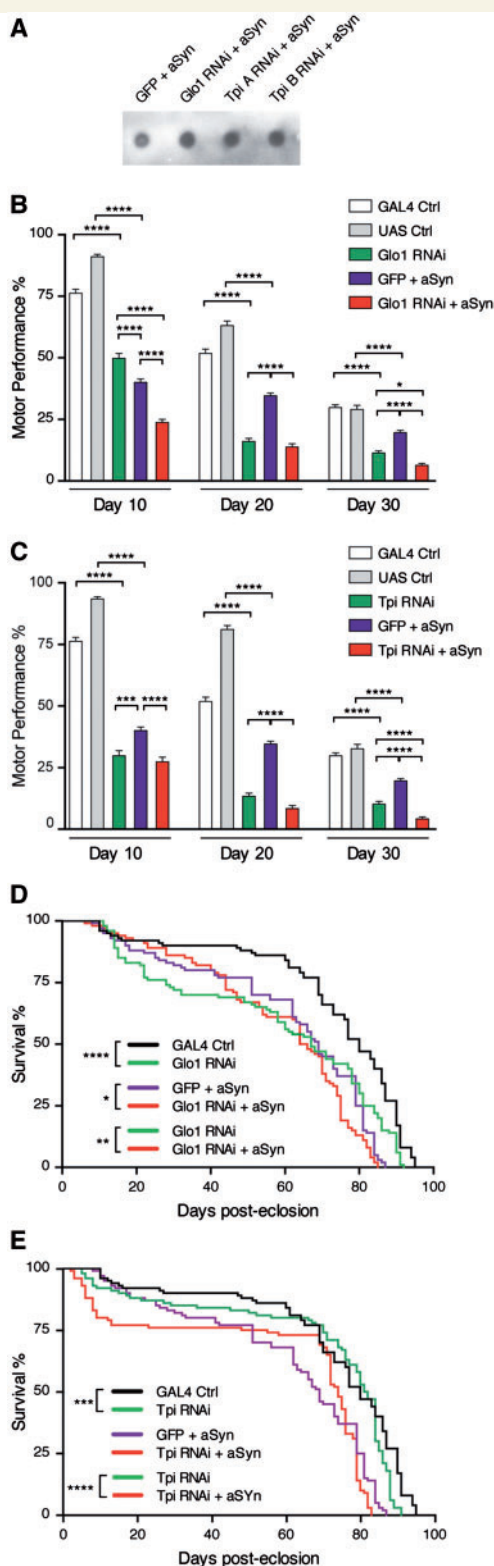 A
GFP + aSyn
Glo1 RNAi + aSyn
Tpi A RNAi + aSyn
Tpi B RNAi + aSyn
B
Motor Performance %
100
75
50
25
0
GAL4 Ctrl
UAS Ctrl
Glo1 RNAi
GFP + aSyn
Glo1 RNAi + aSyn
**** **** **** **** ****
**** **** ****
**** **** * ****
Day 10 Day 20 Day 30
C
Motor Performance %
100
75
50
25
0
GAL4 Ctrl
UAS Ctrl
Tpi RNAi
GFP + aSyn
Tpi RNAi + aSyn
**** **** *** ****
**** **** ****
**** **** **** ****
Day 10 Day 20 Day 30
D
Survival %
100
75
50
25
0
**** GAL4 Ctrl
Glo1 RNAi
* GFP + aSyn
Glo1 RNAi + aSyn
** Glo1 RNAi
Glo1 RNAi + aSyn
0 20 40 60 80 100
Days post-eclosion
E
Survival %
100
75
50
25
0
*** GAL4 Ctrl
Tpi RNAi
GFP + aSyn
Tpi RNAi + aSyn
**** Tpi RNAi
Tpi RNAi + aSYn
0 20 40 60 80 100
Days post-eclosion